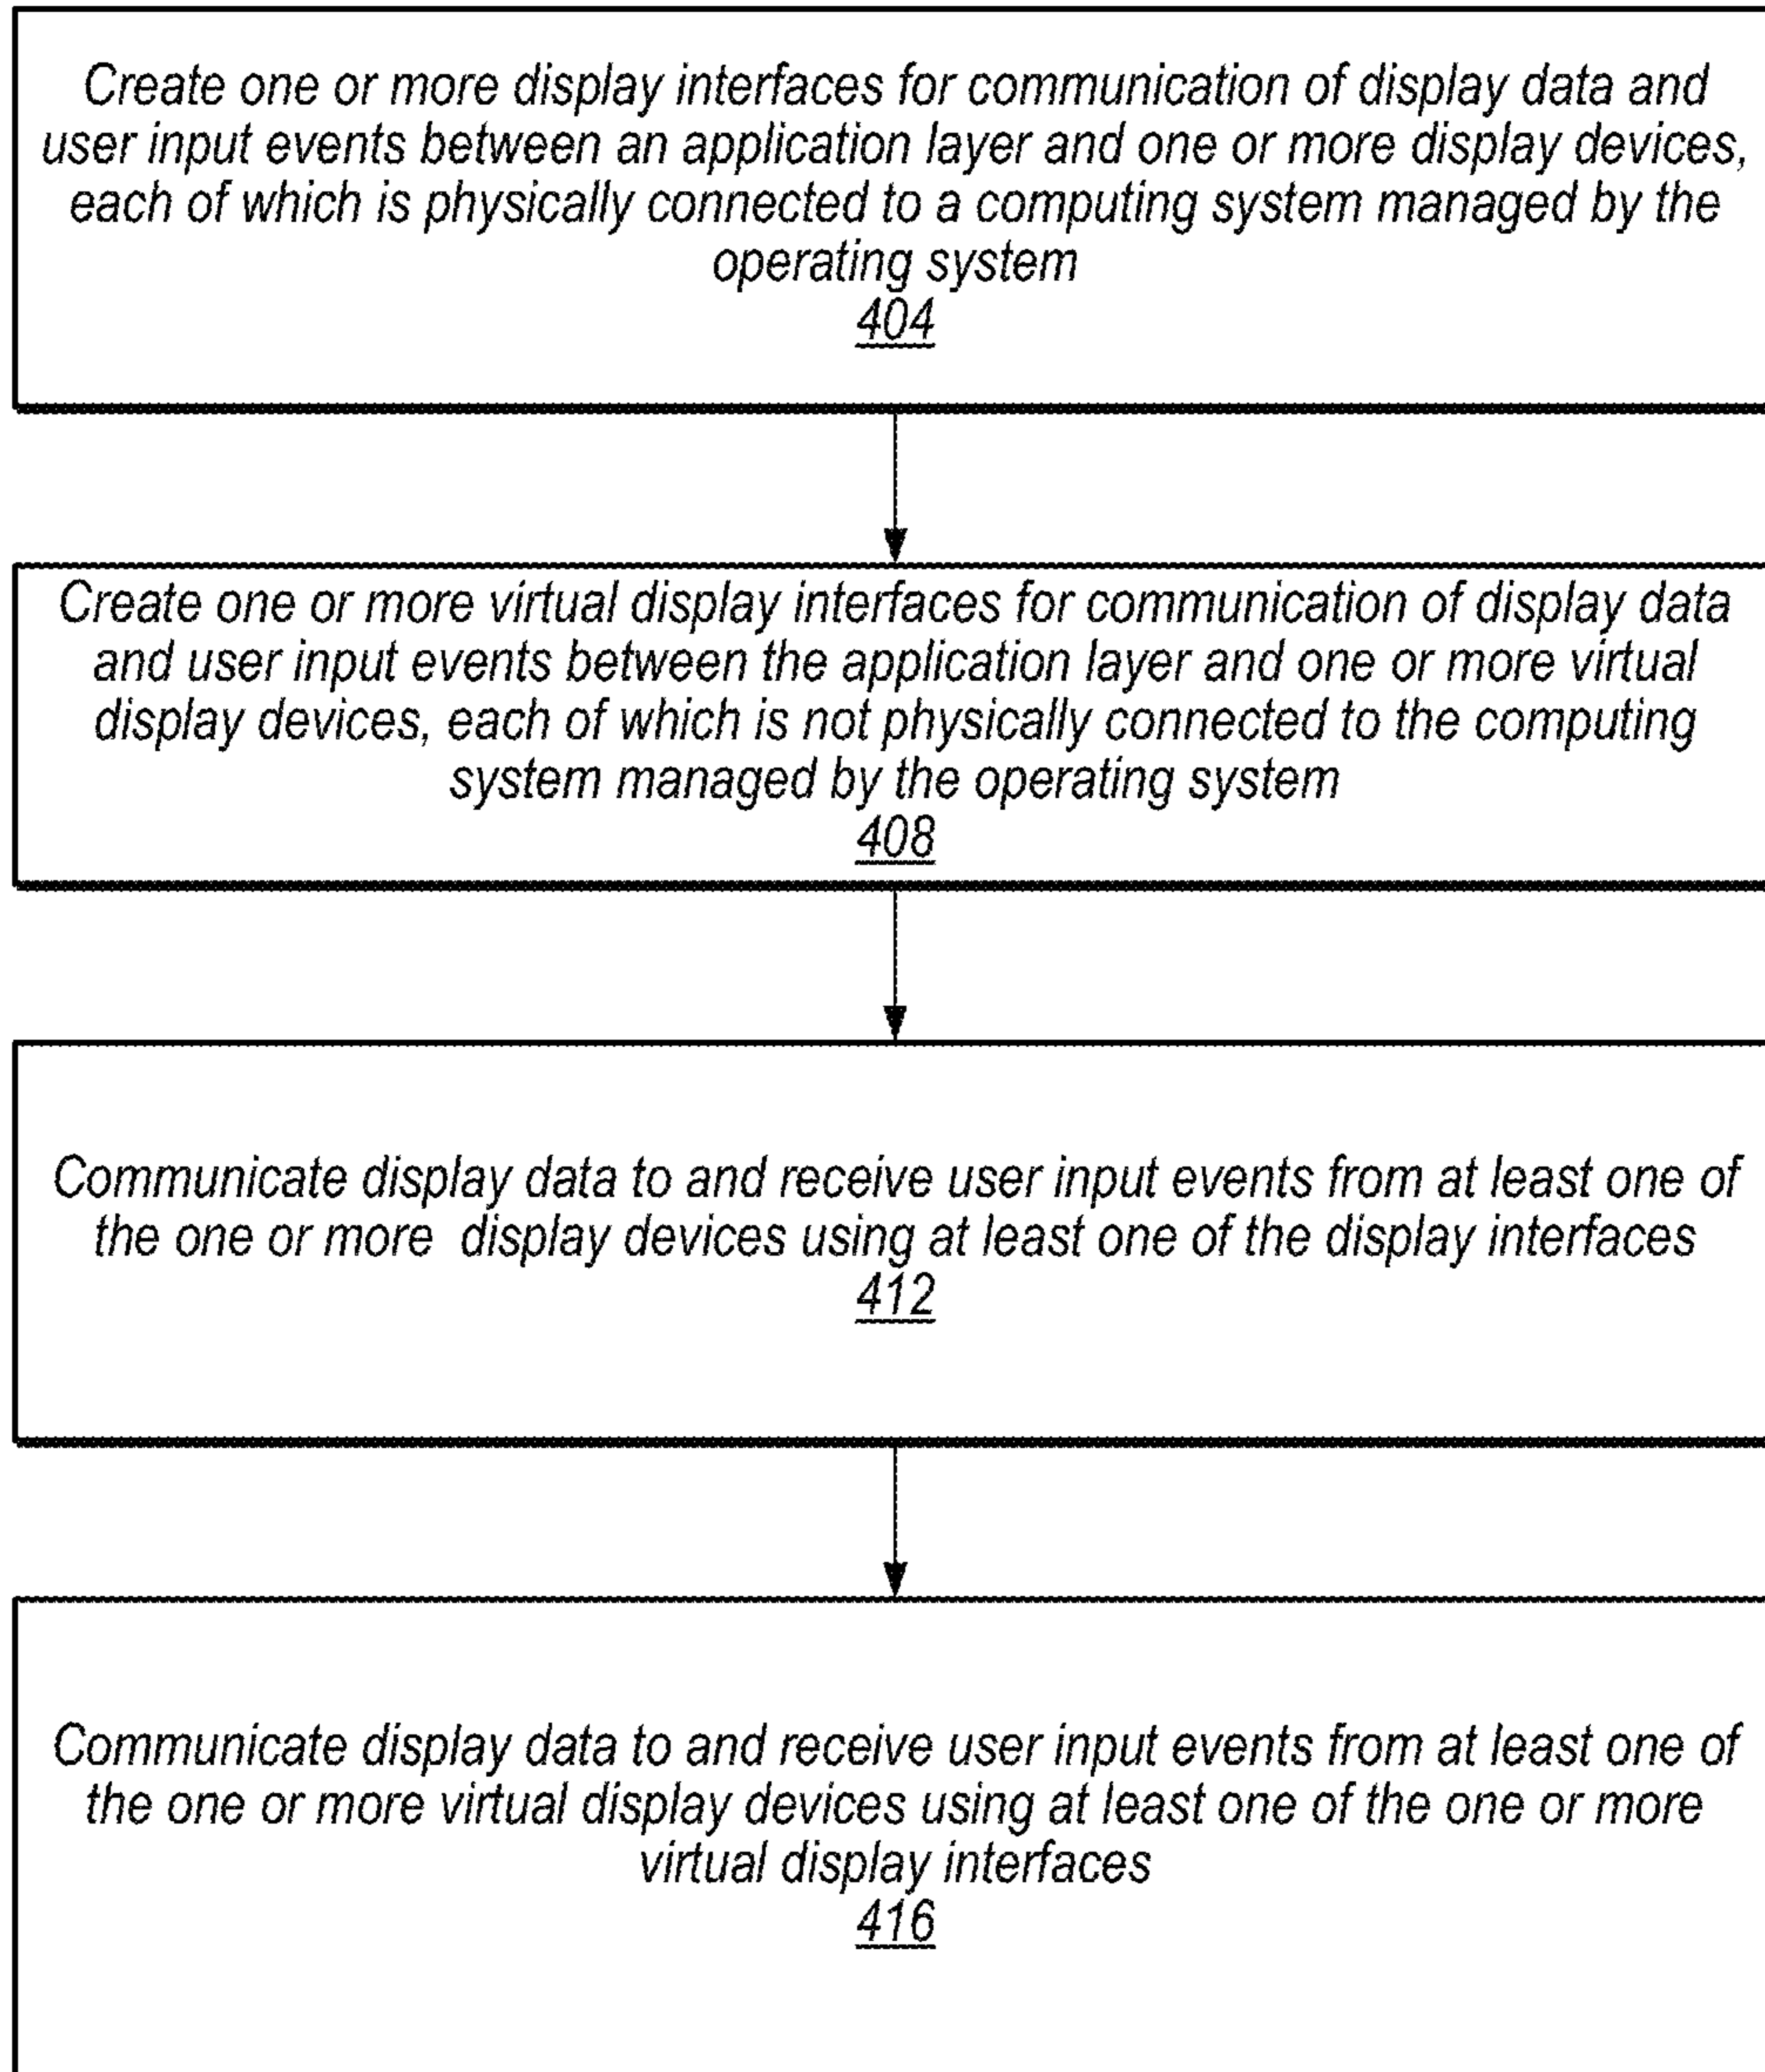 Create one or more display interfaces for communication of display data and
user input events between an application layer and one or more display devices,
each of which is physically connected to a computing system managed by the
operating system
404
Create one or more virtual display interfaces for communication of display data
and user input events between the application layer and one or more virtual
display devices, each of which is not physically connected to the computing
system managed by the operating system
408
Communicate display data to and receive user input events from at least one of
the one or more display devices using at least one of the display interfaces
412
Communicate display data to and receive user input events from at least one of
the one or more virtual display devices using at least one of the one or more
virtual display interfaces
416